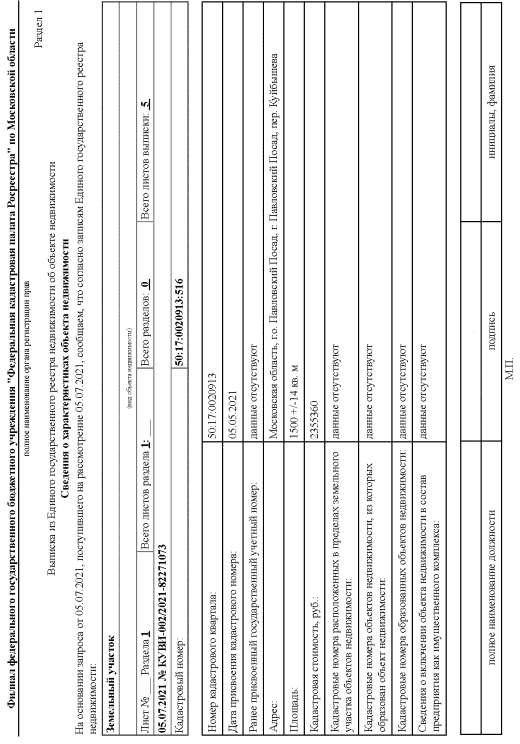 Филиал федерального государственного бюджетного учреждения "Федеральная кадастровая палата Росреестра" по Московской области
полное наименование органа регистрации прав
Раздел 1
Выписка из Единого государственного реестра недвижимости об объекте недвижимости
Сведения о характеристиках объекта недвижимости
На основании запроса от 05.07.2021, поступившего на рассмотрение 05.07.2021, сообщаем, что согласно записям Единого государственного реестра
недвижимости:
Земельный участок
(вид объекта недвижимости)
Лист № Раздела 1 Всего листов раздела 1: Всего разделов: 0 Всего листов выписки: 5
05.07.2021 № КУВИ-002/2021-82271073
Кадастровый номер: 50:17:0020913:516
Номер кадастрового квартала: 50:17:0020913
Дата присвоения кадастрового номера: 05.05.2021
Ранее присвоенный государственный учетный номер: данные отсутствуют
Адрес: Московская область, г.о. Павловский Посад, г. Павловский Посад, пер. Куйбышева
Площадь: 1500 +/-14 кв. м
Кадастровая стоимость, руб.: 2355360
Кадастровые номера расположенных в пределах земельного данные отсутствуют
участка объектов недвижимости:
Кадастровые номера объектов недвижимости, из которых данные отсутствуют
образован объект недвижимости:
Кадастровые номера образованных объектов недвижимости: данные отсутствуют
Сведения о включении объекта недвижимости в состав данные отсутствуют
предприятия как имущественного комплекса:
полное наименование должности подпись инициалы, фамилия
М.П.